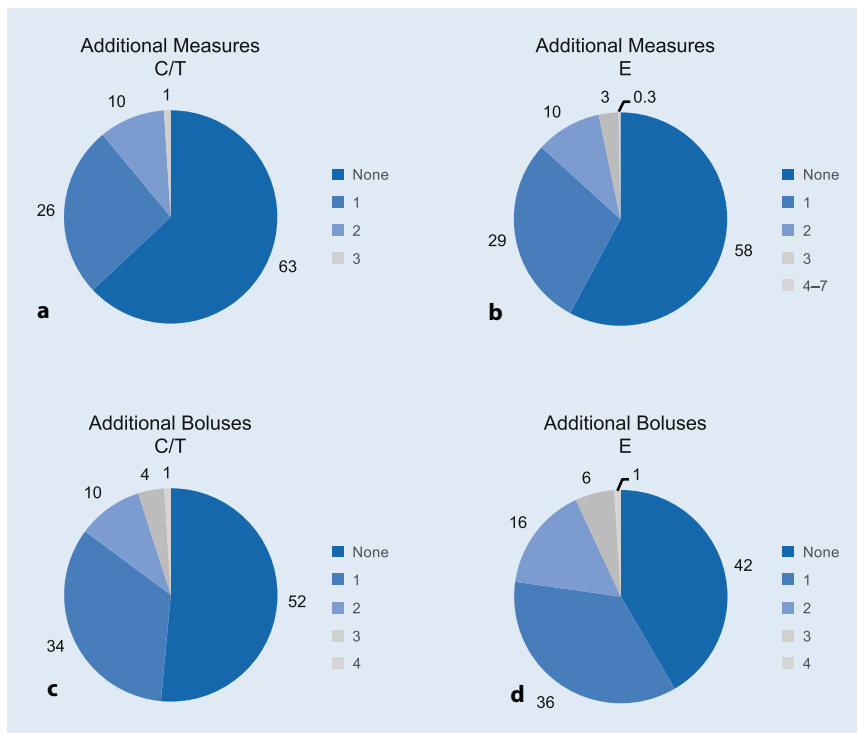 Additional Measures
C/T
10
1
26
63
None
1
2
3
a
Additional Measures
E
10
3
0.3
29
58
None
1
2
3
4–7
b
Additional Boluses
C/T
10
4
1
34
52
None
1
2
3
4
c
Additional Boluses
E
16
6
1
36
42
None
1
2
3
4
d